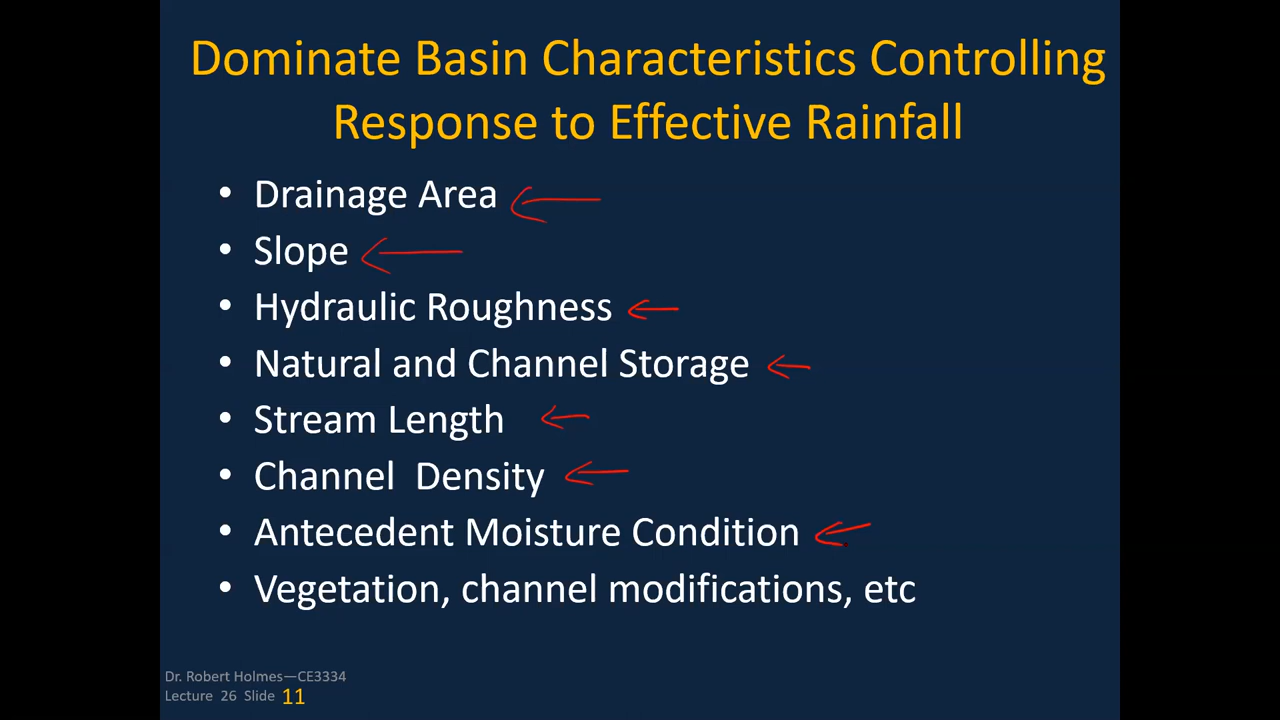 Dominate Basin Characteristics Controlling
Response to Effective Rainfall
• Drainage Area
• Slope
• Hydraulic Roughness
• Natural and Channel Storage
• Stream Length
• Channel  Density
• Antecedent Moisture Condition
• Vegetation, channel modifications, etc
Dr. Robert Holmes—CE3334
Lecture 26 Slide 11